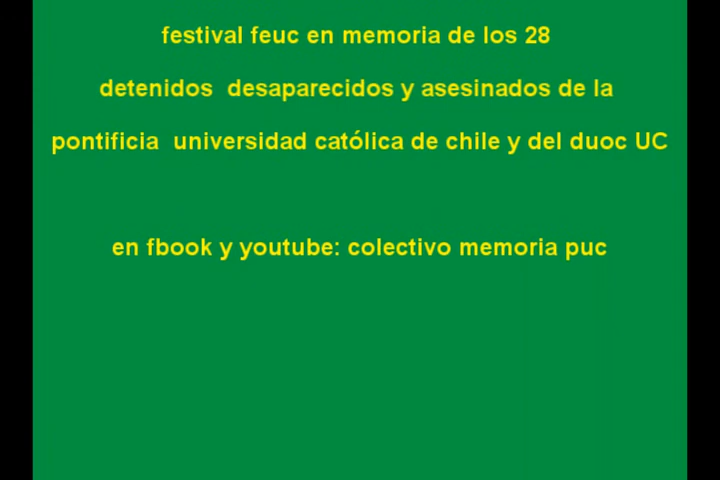 festival feuc en memoria de los 28
detenidos  desaparecidos y asesinados de la
pontificia  universidad católica de chile y del duoc UC
en fbook y youtube: colectivo memoria puc